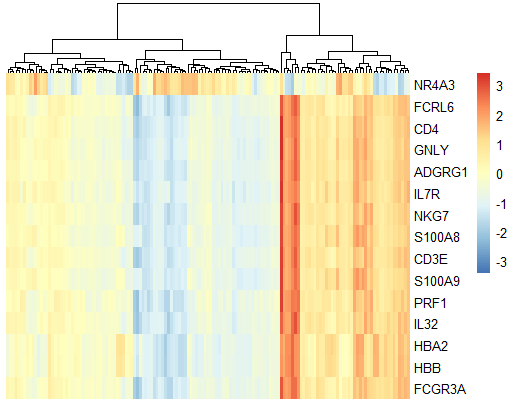 NR4A3
FCRL6
CD4
GNLY
ADGRG1
IL7R
NKG7
S100A8
CD3E
S100A9
PRF1
IL32
HBA2
HBB
FCGR3A
3
2
1
0
-1
-2
-3